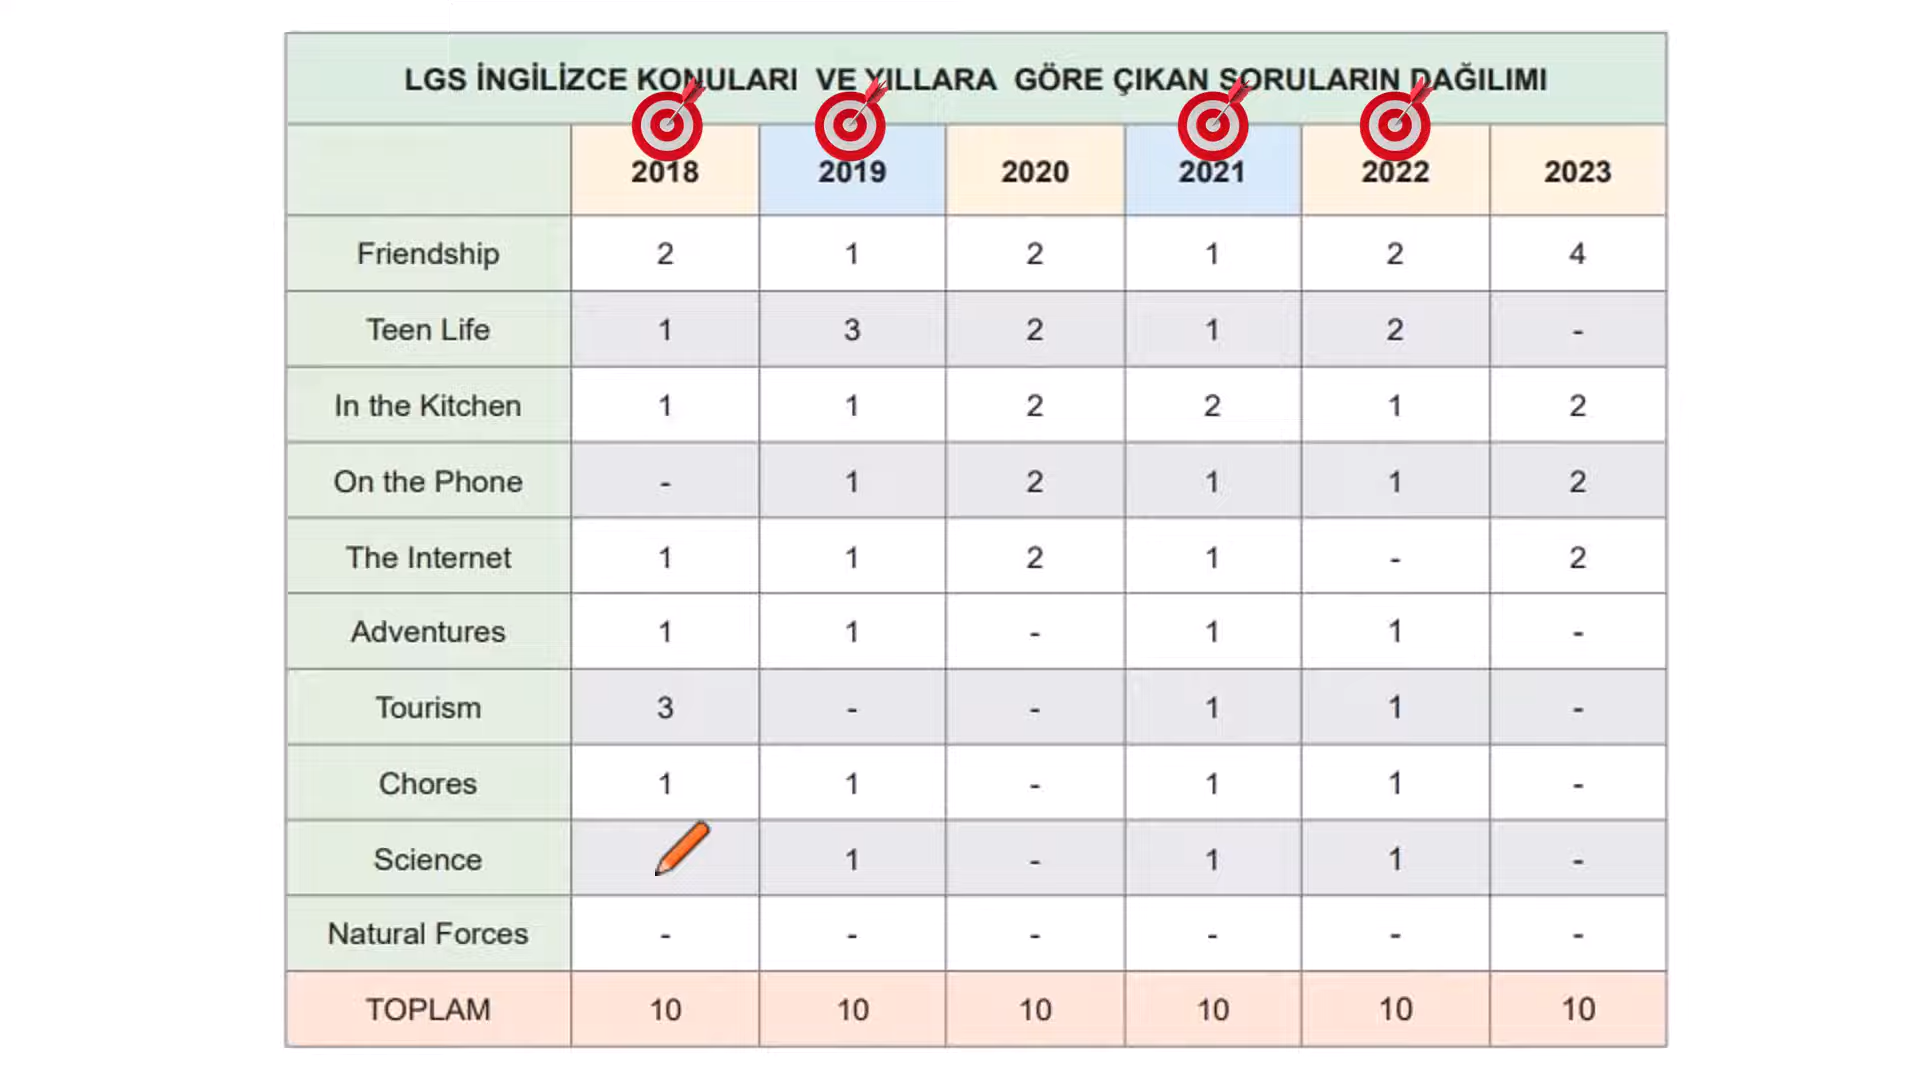 LGS İNGİLİZCE KONULARI VE YILLARA GÖRE ÇIKAN SORULARIN DAĞILIMI
2018 2019 2020 2021 2022 2023
Friendship 2 1 2 1 2 4
Teen Life 1 3 2 1 2 -
In the Kitchen 1 1 2 2 1 2
On the Phone - 1 2 1 1 2
The Internet 1 1 2 1 - 2
Adventures 1 1 - 1 1 -
Tourism 3 - - 1 1 -
Chores 1 1 - 1 1 -
Science 1 - 1 1 -
Natural Forces - - - - - -
TOPLAM 10 10 10 10 10 10